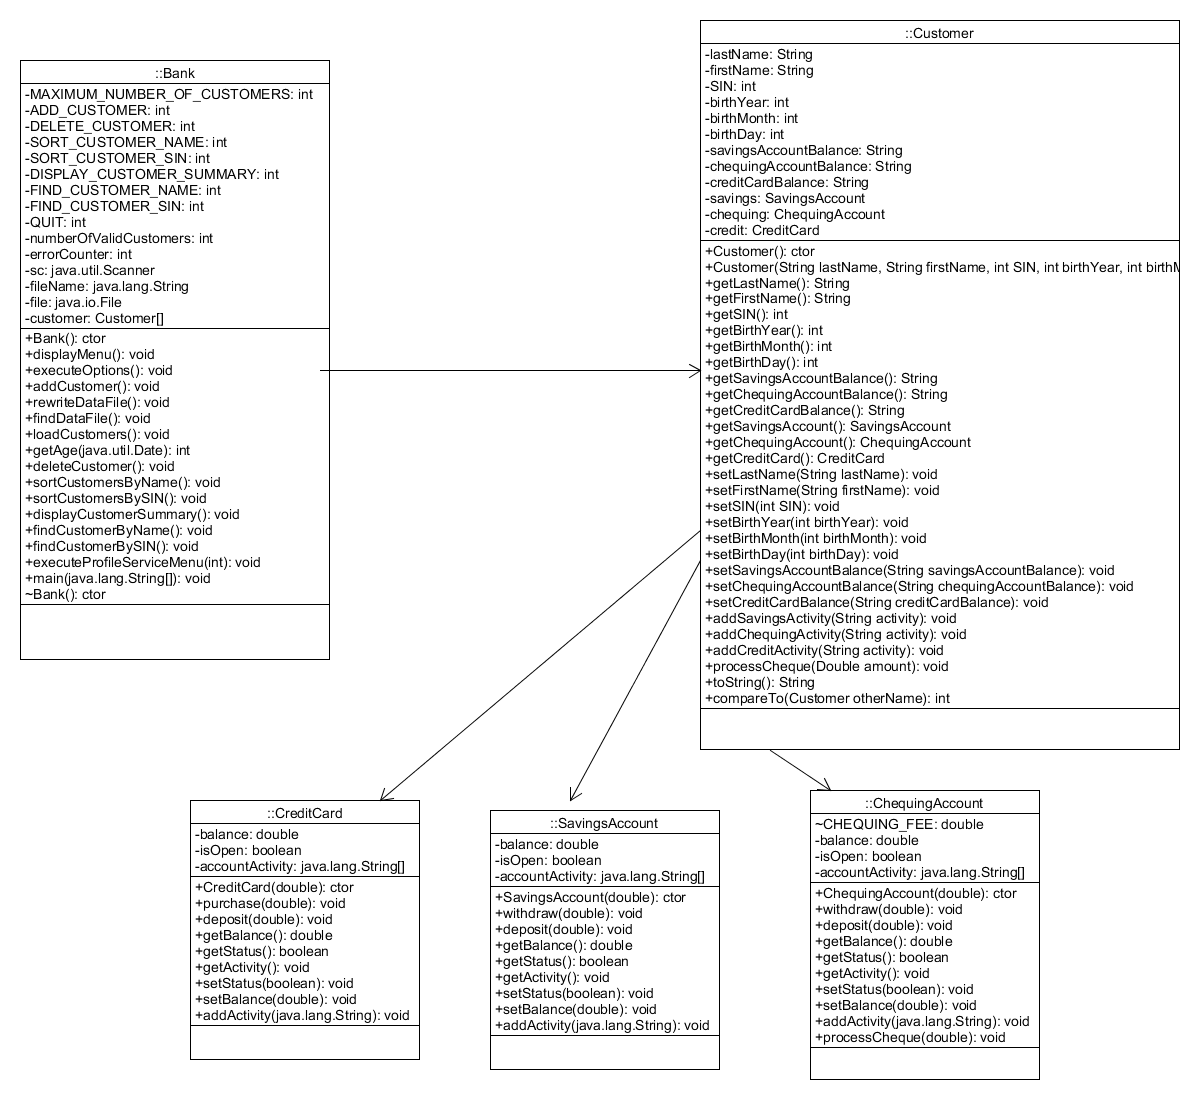 ::Bank
-MAXIMUM_NUMBER_OF_CUSTOMERS: int
-ADD_CUSTOMER: int
-DELETE_CUSTOMER: int
-SORT_CUSTOMER_NAME: int
-SORT_CUSTOMER_SIN: int
-DISPLAY_CUSTOMER_SUMMARY: int
-FIND_CUSTOMER_NAME: int
-FIND_CUSTOMER_SIN: int
-QUIT: int
-numberOfValidCustomers: int
-errorCounter: int
-sc: java.util.Scanner
-fileName: java.lang.String
-file: java.io.File
-customer: Customer[]
+Bank(): ctor
+displayMenu(): void
+executeOptions(): void
+addCustomer(): void
+rewriteDataFile(): void
+findDataFile(): void
+loadCustomers(): void
+getAge(java.util.Date): int
+deleteCustomer(): void
+sortCustomersByName(): void
+sortCustomersBySIN(): void
+displayCustomerSummary(): void
+findCustomerByName(): void
+findCustomerBySIN(): void
+executeProfileServiceMenu(int): void
+main(java.lang.String[]): void
~Bank(): ctor
::Customer
-lastName: String
-firstName: String
-SIN: int
-birthYear: int
-birthMonth: int
-birthDay: int
-savingsAccountBalance: String
-chequingAccountBalance: String
-creditCardBalance: String
-savings: SavingsAccount
-chequing: ChequingAccount
-credit: CreditCard
+Customer(): ctor
+Customer(String lastName, String firstName, int SIN, int birthYear, int birthM
+getLastName(): String
+getFirstName(): String
+getSIN(): int
+getBirthYear(): int
+getBirthMonth(): int
+getBirthDay(): int
+getSavingsAccountBalance(): String
+getChequingAccountBalance(): String
+getCreditCardBalance(): String
+getSavingsAccount(): SavingsAccount
+getChequingAccount(): ChequingAccount
+getCreditCard(): CreditCard
+setLastName(String lastName): void
+setFirstName(String firstName): void
+setSIN(int SIN): void
+setBirthYear(int birthYear): void
+setBirthMonth(int birthMonth): void
+setBirthDay(int birthDay): void
+setSavingsAccountBalance(String savingsAccountBalance): void
+setChequingAccountBalance(String chequingAccountBalance): void
+setCreditCardBalance(String creditCardBalance): void
+addSavingsActivity(String activity): void
+addChequingActivity(String activity): void
+addCreditActivity(String activity): void
+processCheque(Double amount): void
+toString(): String
+compareTo(Customer otherName): int
::CreditCard
-balance: double
-isOpen: boolean
-accountActivity: java.lang.String[]
+CreditCard(double): ctor
+purchase(double): void
+deposit(double): void
+getBalance(): double
+getStatus(): boolean
+getActivity(): void
+setStatus(boolean): void
+setBalance(double): void
+addActivity(java.lang.String): void
::SavingsAccount
-balance: double
-isOpen: boolean
-accountActivity: java.lang.String[]
+SavingsAccount(double): ctor
+withdraw(double): void
+deposit(double): void
+getBalance(): double
+getStatus(): boolean
+getActivity(): void
+setStatus(boolean): void
+setBalance(double): void
+addActivity(java.lang.String): void
::ChequingAccount
~CHEQUING_FEE: double
-balance: double
-isOpen: boolean
-accountActivity: java.lang.String[]
+ChequingAccount(double): ctor
+withdraw(double): void
+deposit(double): void
+getBalance(): double
+getStatus(): boolean
+getActivity(): void
+setStatus(boolean): void
+setBalance(double): void
+addActivity(java.lang.String): void
+processCheque(double): void